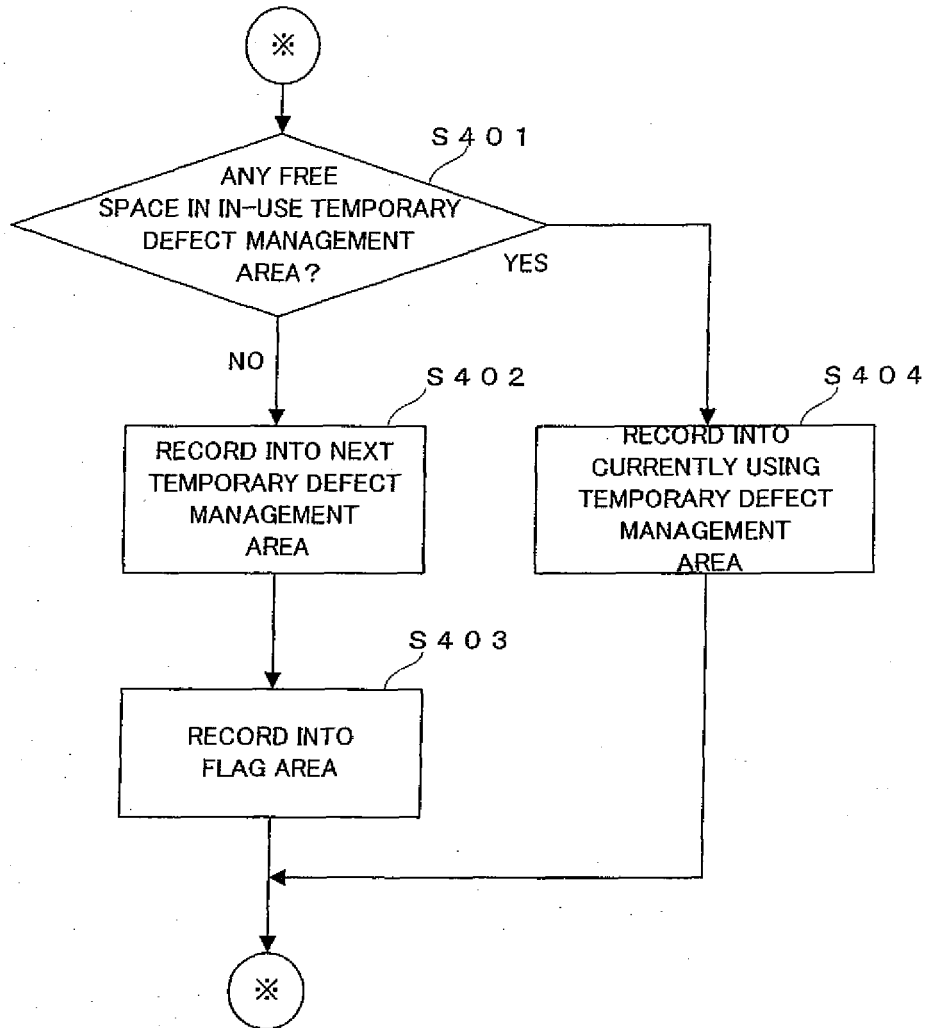 ※
S401
ANY FREE
SPACE IN IN-USE TEMPORARY
DEFECT MANAGEMENT
AREA?
YES
NO
S402
RECORD INTO NEXT
TEMPORARY DEFECT
MANAGEMENT
AREA
S404
RECORD INTO
CURRENTLY USING
TEMPORARY DEFECT
MANAGEMENT
AREA
S403
RECORD INTO
FLAG AREA
※